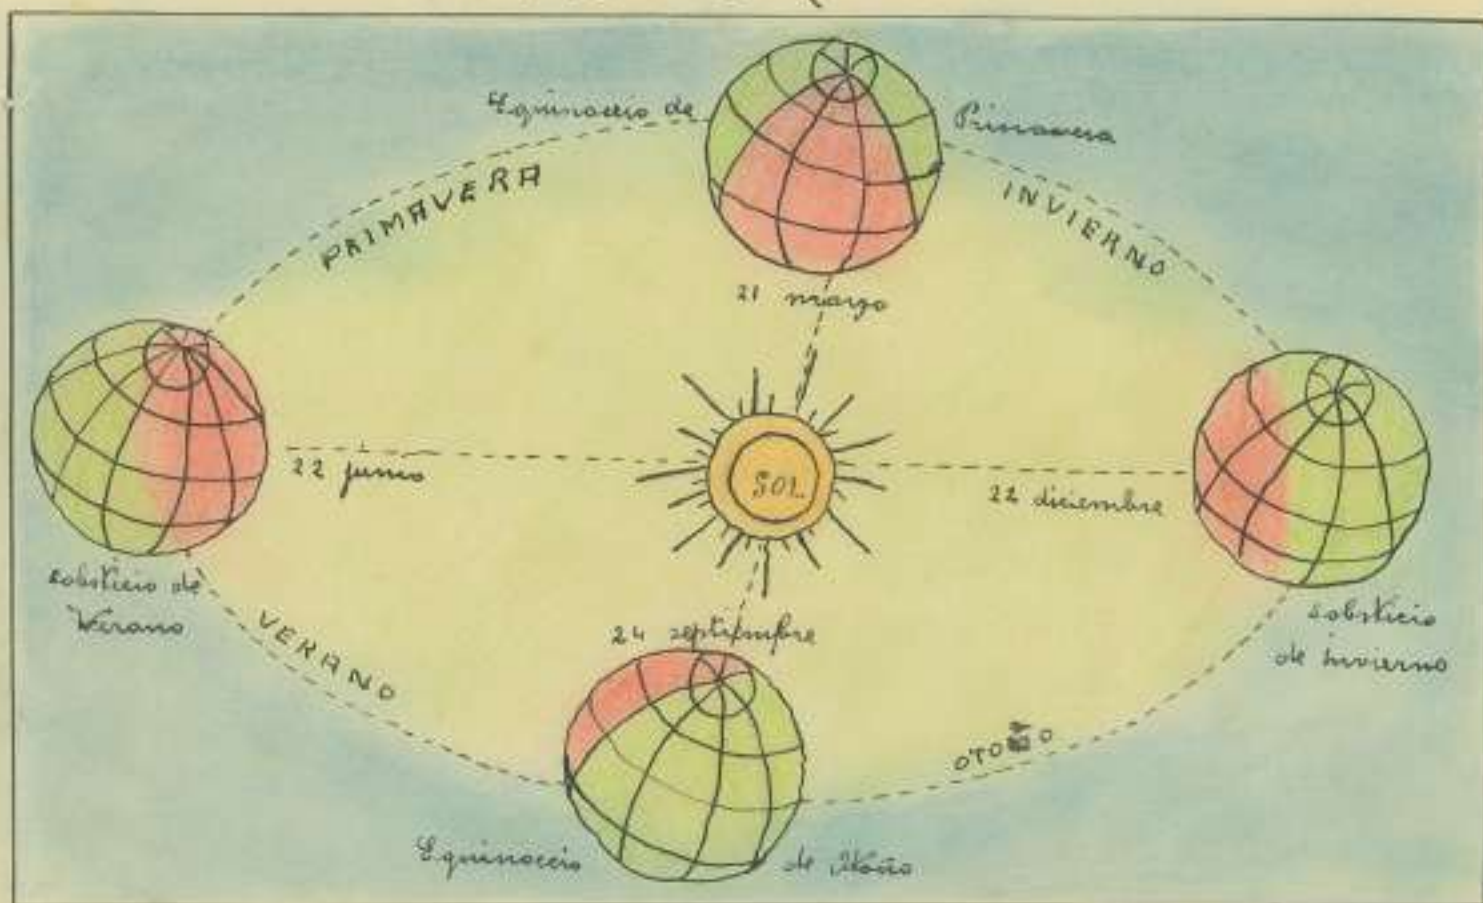 Equinoccio de Primavera
PRIMAVERA
INVIERNO
21 marzo
22 junio
SOL
22 diciembre
solsticio de
Verano
VERANO
24 septiembre
solsticio
de invierno
OTOÑO
Equinoccio de Otoño